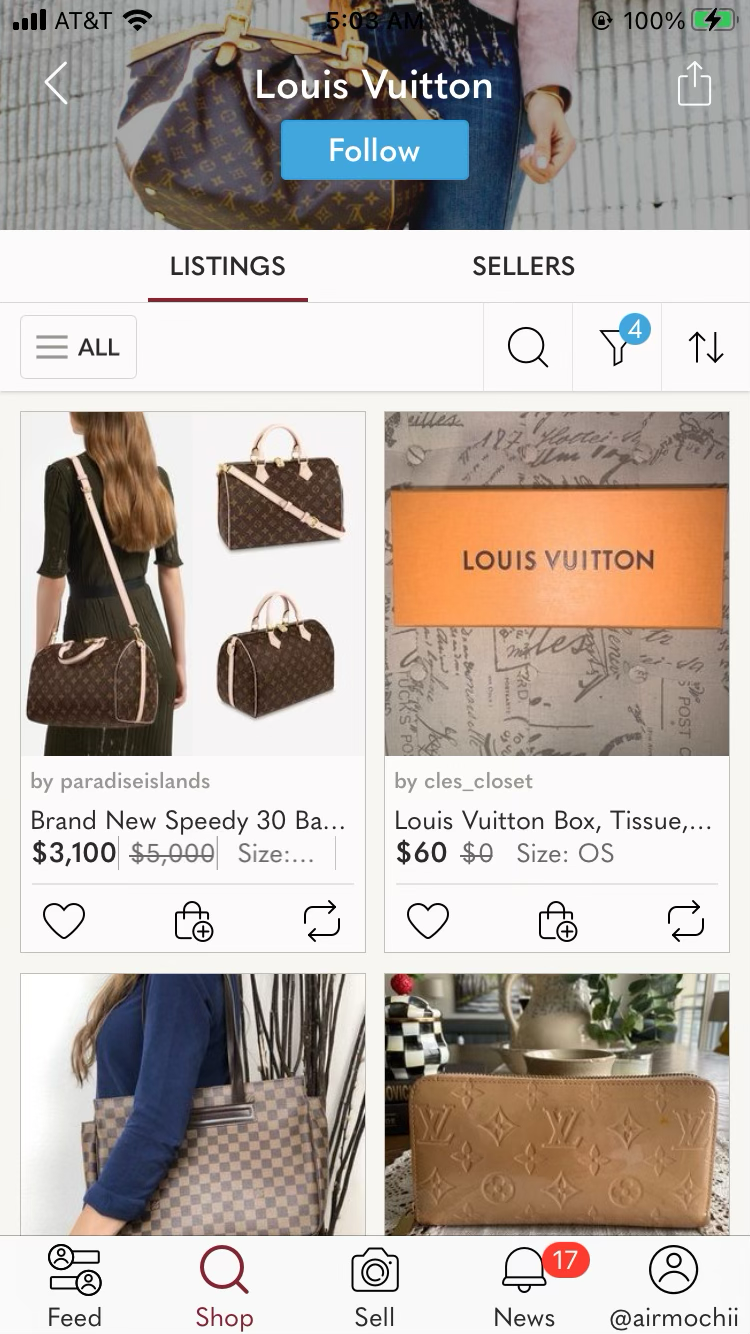 AT&T 5:03 AM 100%
Louis Vuitton
Follow
LISTINGS SELLERS
ALL 4
LOUIS VUITTON
by paradiseislands
Brand New Speedy 30 Ba...
$3,100 $5,000 Size:...
by cles_closet
Louis Vuitton Box, Tissue,...
$60 $0 Size: OS
Feed Shop Sell News 17 @airmochii